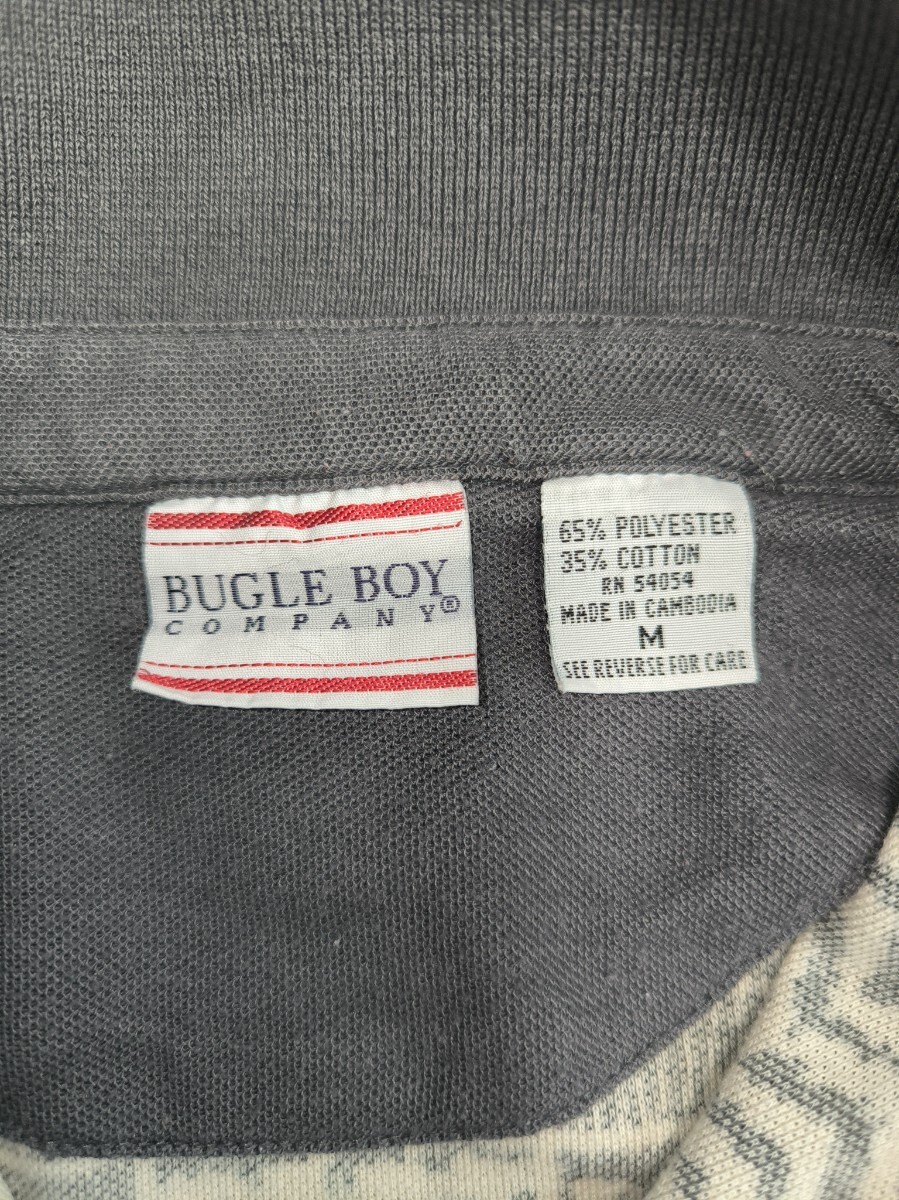 BUGLE BOY
COMPANY®
65% POLYESTER
35% COTTON
RN 54054
MADE IN CAMBODIA
M
SEE REVERSE FOR CARE